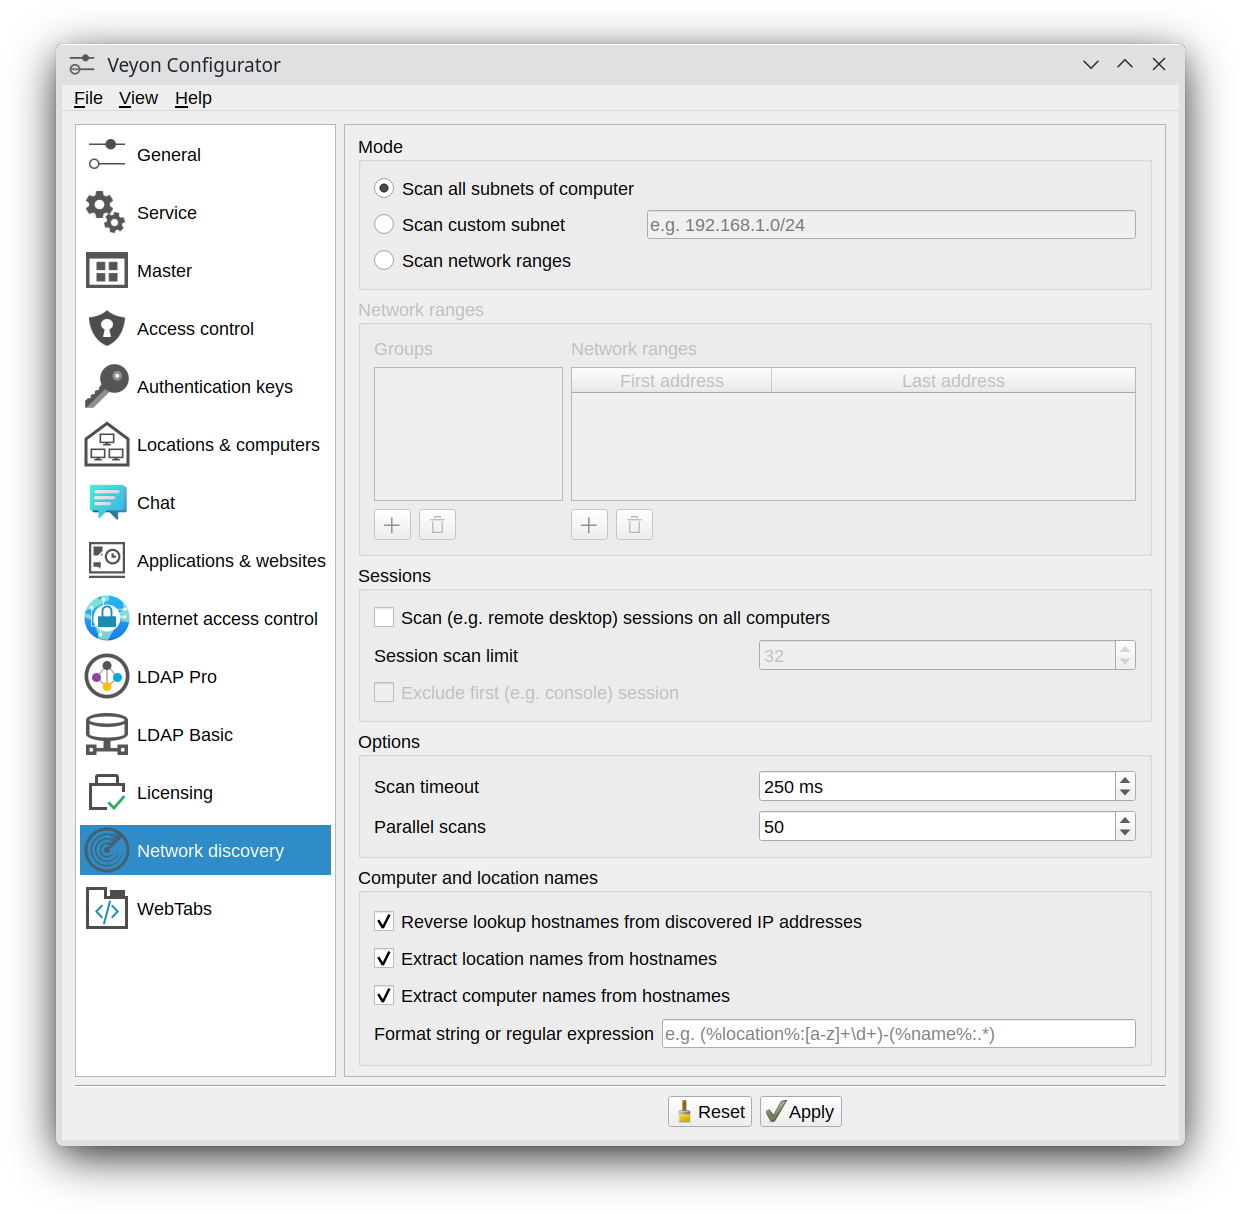 Veyon Configurator
File View Help
General
Service
Master
Access control
Authentication keys
Locations & computers
Chat
Applications & websites
Internet access control
LDAP Pro
LDAP Basic
Licensing
Network discovery
WebTabs
Mode
Scan all subnets of computer
Scan custom subnet e.g. 192.168.1.0/24
Scan network ranges
Network ranges
Groups Network ranges
First address Last address
Sessions
Scan (e.g. remote desktop) sessions on all computers
Session scan limit 32
Exclude first (e.g. console) session
Options
Scan timeout 250 ms
Parallel scans 50
Computer and location names
Reverse lookup hostnames from discovered IP addresses
Extract location names from hostnames
Extract computer names from hostnames
Format string or regular expression e.g. (%location%:[a-z]+\d+)-(%name%:.*)
Reset Apply